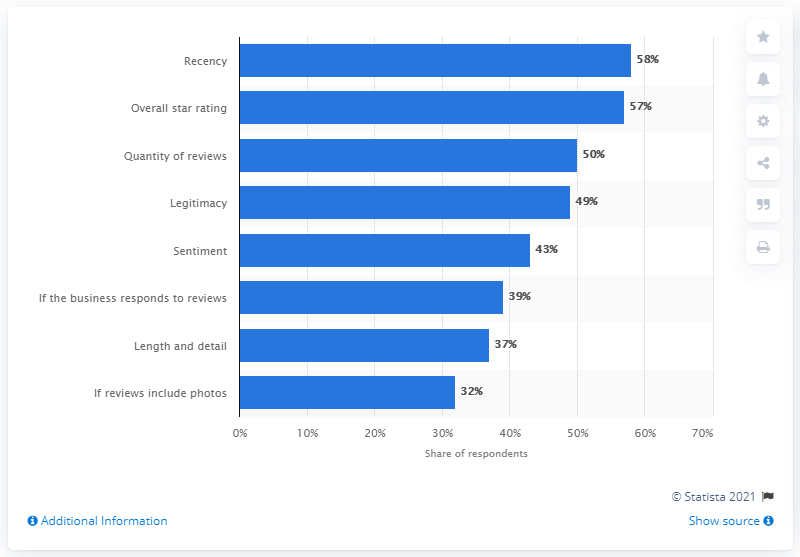 Recency 58%
Overall star rating 57%
Quantity of reviews 50%
Legitimacy 49%
Sentiment 43%
If the business responds to reviews 39%
Length and detail 37%
If reviews include photos 32%
0% 10% 20% 30% 40% 50% 60% 70%
Share of respondents
© Statista 2021
Additional Information Show source